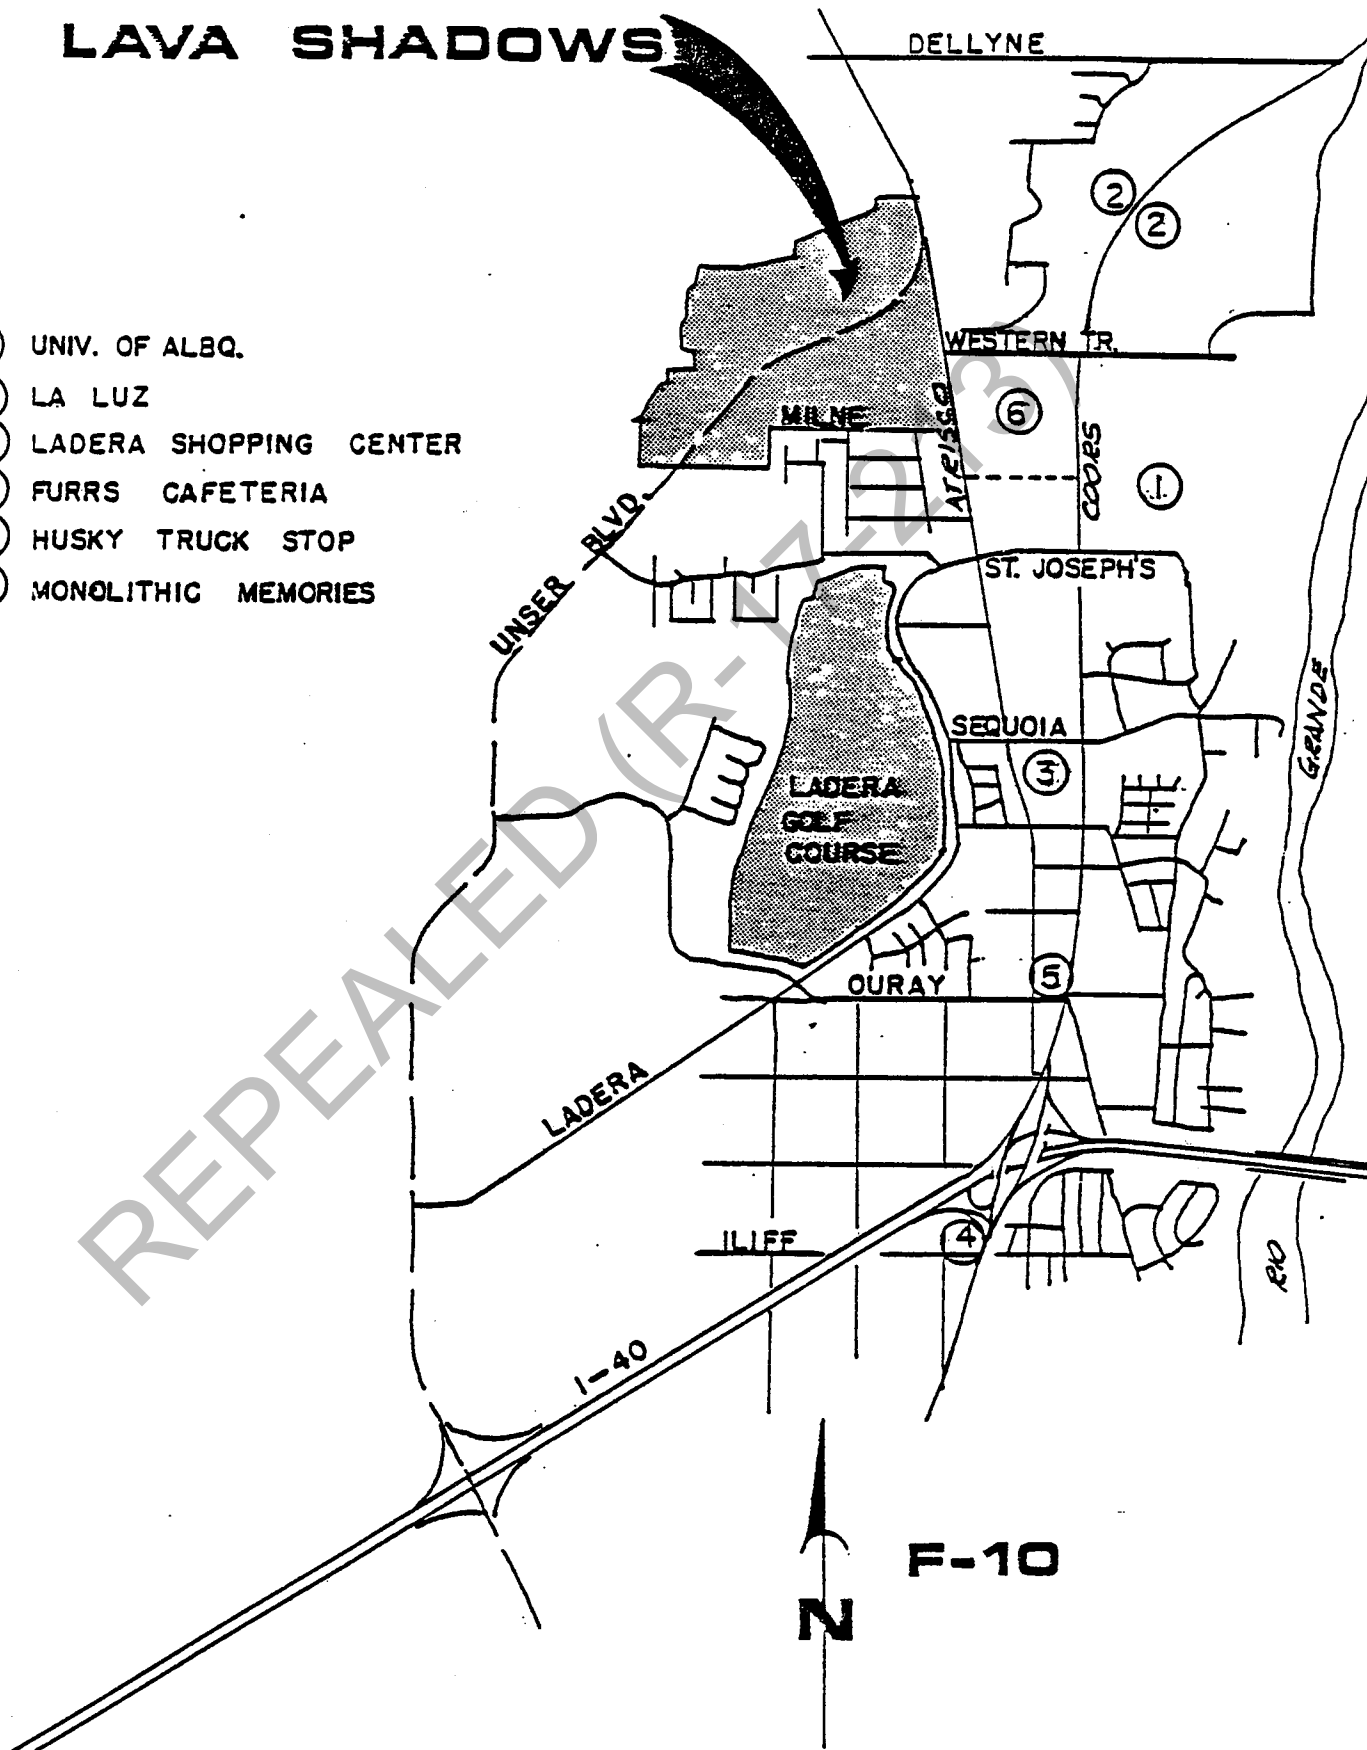 LAVA SHADOWS
DELLYNE
2
2
UNIV. OF ALBQ.
LA LUZ
LADERA SHOPPING CENTER
FURRS CAFETERIA
HUSKY TRUCK STOP
MONOLITHIC MEMORIES
WESTERN TR.
MILNE
ATRISCO
6
COORS
1
UNSER BLVD.
ST. JOSEPH'S
SEQUOIA
3
RIO GRANDE
LADERA
GOLF
COURSE
OURAY
5
LADERA
ILIFF
4
I-40
F-10
N
REPEALED (R-17-213)